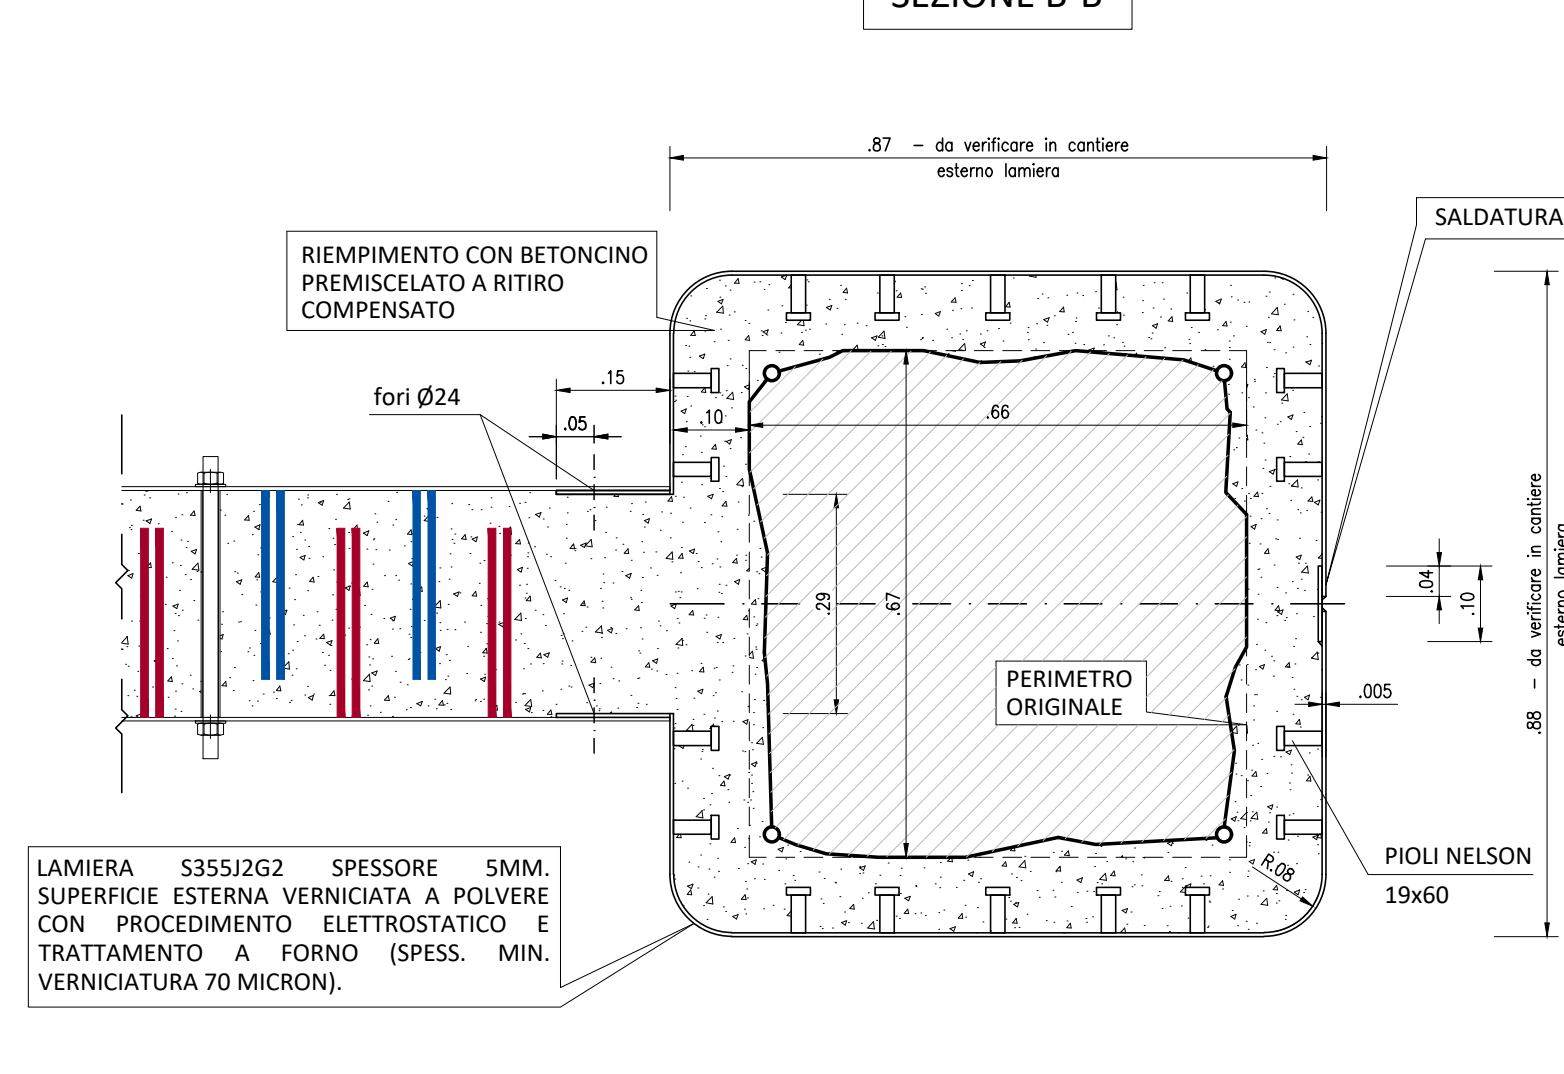 SEZIONE B-B
.87 – da verificare in cantiere
esterno lamiera
SALDATURA
RIEMPIMENTO CON BETONCINO
PREMISCELATO A RITIRO
COMPENSATO
.15
fori Ø24
.05
.10
.66
.29
.67
.04
.10
.88 – da verificare in cantiere
esterno lamiera
PERIMETRO
ORIGINALE
.005
R.08
PIOLI NELSON
19x60
LAMIERA S355J2G2 SPESSORE 5MM.
SUPERFICIE ESTERNA VERNICIATA A POLVERE
CON PROCEDIMENTO ELETTROSTATICO E
TRATTAMENTO A FORNO (SPESS. MIN.
VERNICIATURA 70 MICRON).